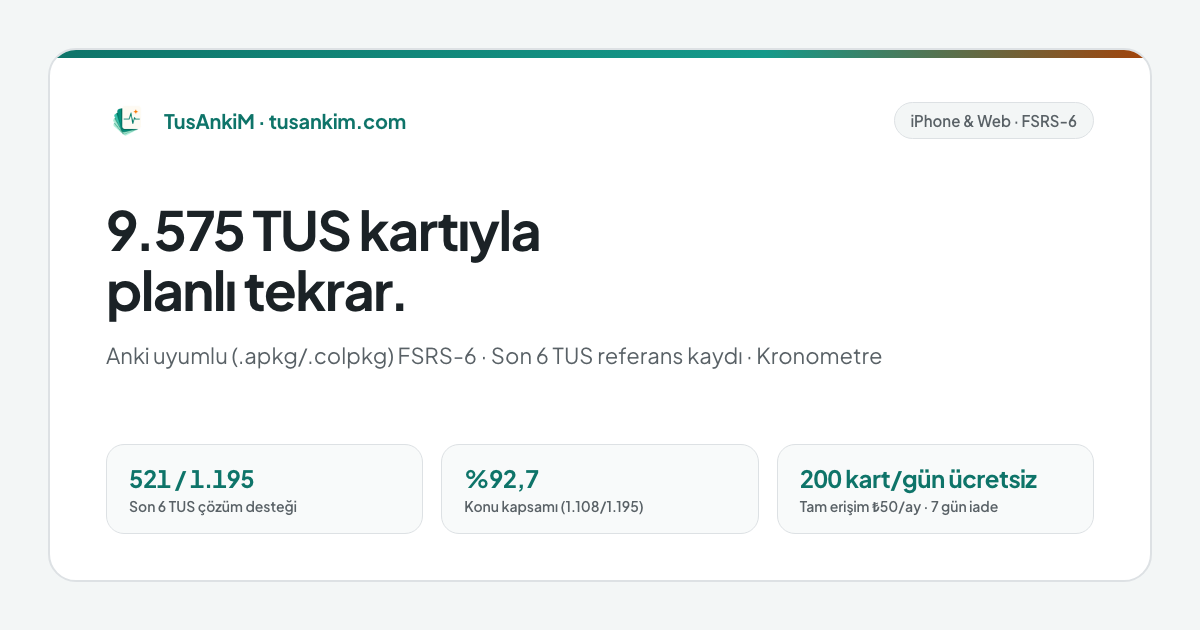 TusAnkiM · tusankim.com
iPhone & Web · FSRS-6
9.575 TUS kartıyla
planlı tekrar.
Anki uyumlu (.apkg/.colpkg) FSRS-6 · Son 6 TUS referans kaydı · Kronometre
521 / 1.195
Son 6 TUS çözüm desteği
%92,7
Konu kapsamı (1.108/1.195)
200 kart/gün ücretsiz
Tam erişim ₺50/ay · 7 gün iade